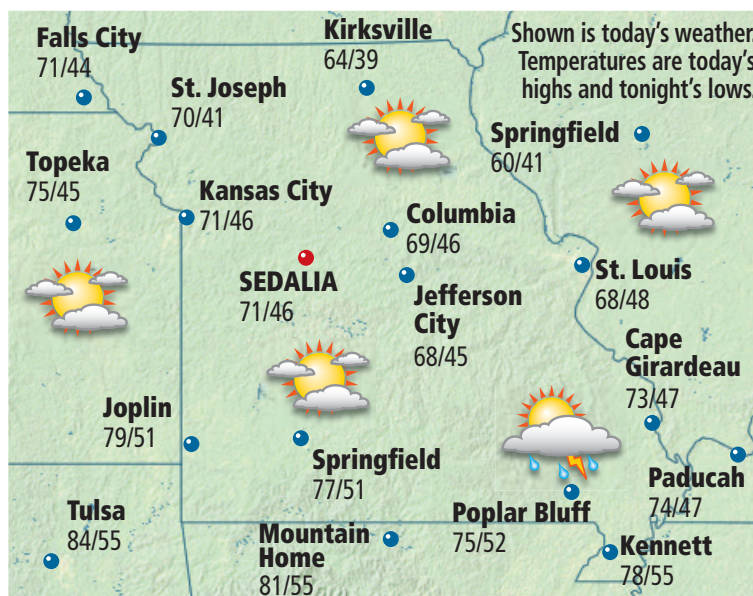 Falls City
71/44
Kirksville
64/39
Shown is today's weather.
Temperatures are today's
highs and tonight's lows.
St. Joseph
70/41
Springfield
60/41
Topeka
75/45
Kansas City
71/46
Columbia
69/46
SEDALIA
71/46
Jefferson
City
68/45
St. Louis
68/48
Cape
Girardeau
73/47
Joplin
79/51
Springfield
77/51
Poplar Bluff
75/52
Paducah
74/47
Tulsa
84/55
Mountain
Home
81/55
Kennett
78/55